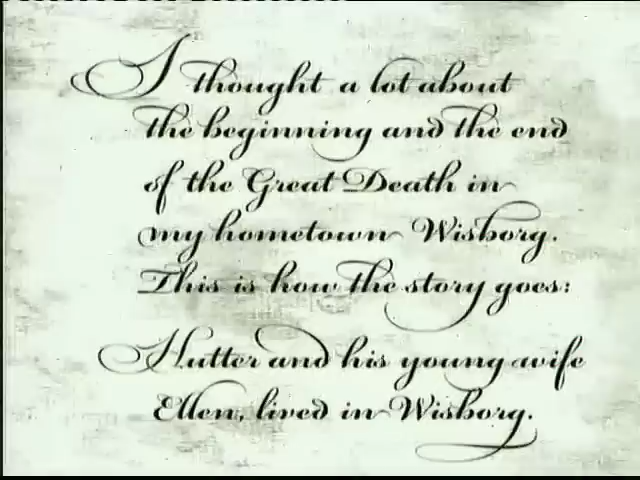 I thought a lot about
the beginning and the end
of the Great Death in
my hometown Wisborg.
This is how the story goes:
Hutter and his young wife
Ellen, lived in Wisborg.